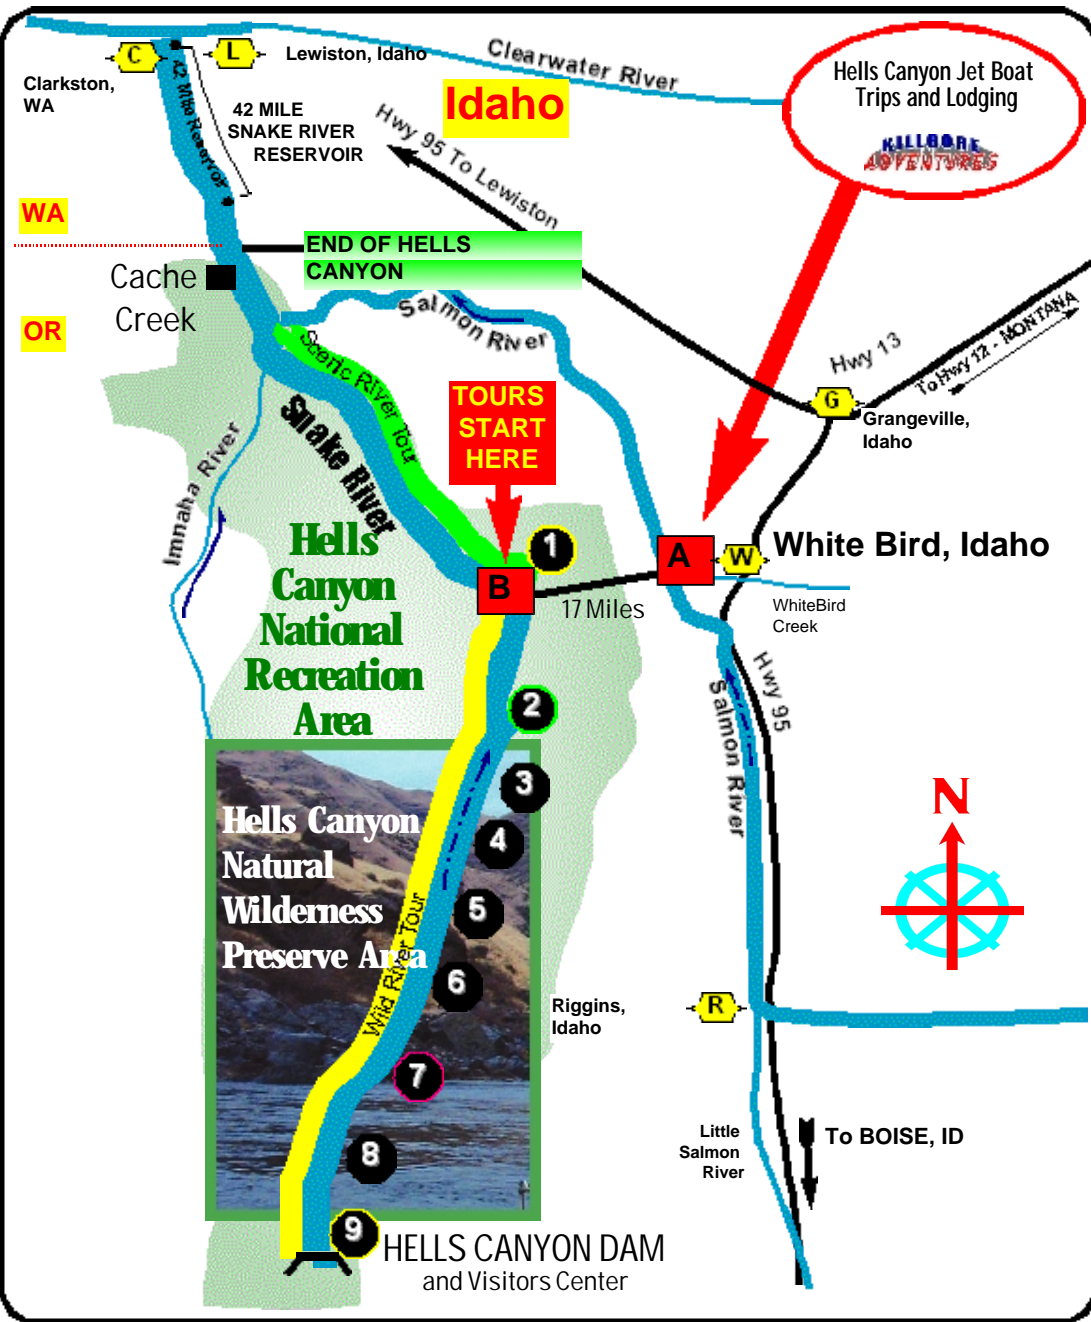 C
L
Lewiston, Idaho
Clarkston,
WA
42 Mile Reservoir
42 MILE
SNAKE RIVER
RESERVOIR
Clearwater River
Idaho
Hwy 95 To Lewiston
Hells Canyon Jet Boat
Trips and Lodging
KILLGORE
ADVENTURES
WA
END OF HELLS
CANYON
Cache
Creek
OR
Salmon River
Scenic River Tour
Snake River
Imnaha River
TOURS
START
HERE
Hwy 13
To Hwy 12 - MONTANA
G
Grangeville,
Idaho
1
B
17 Miles
A
W
White Bird, Idaho
WhiteBird
Creek
Hells
Canyon
National
Recreation
Area
2
Hwy 95
Salmon River
3
4
5
6
7
8
9
Hells Canyon
Natural
Wilderness
Preserve Area
Wild River Tour
N
Riggins,
Idaho
R
Little
Salmon
River
To BOISE, ID
HELLS CANYON DAM
and Visitors Center